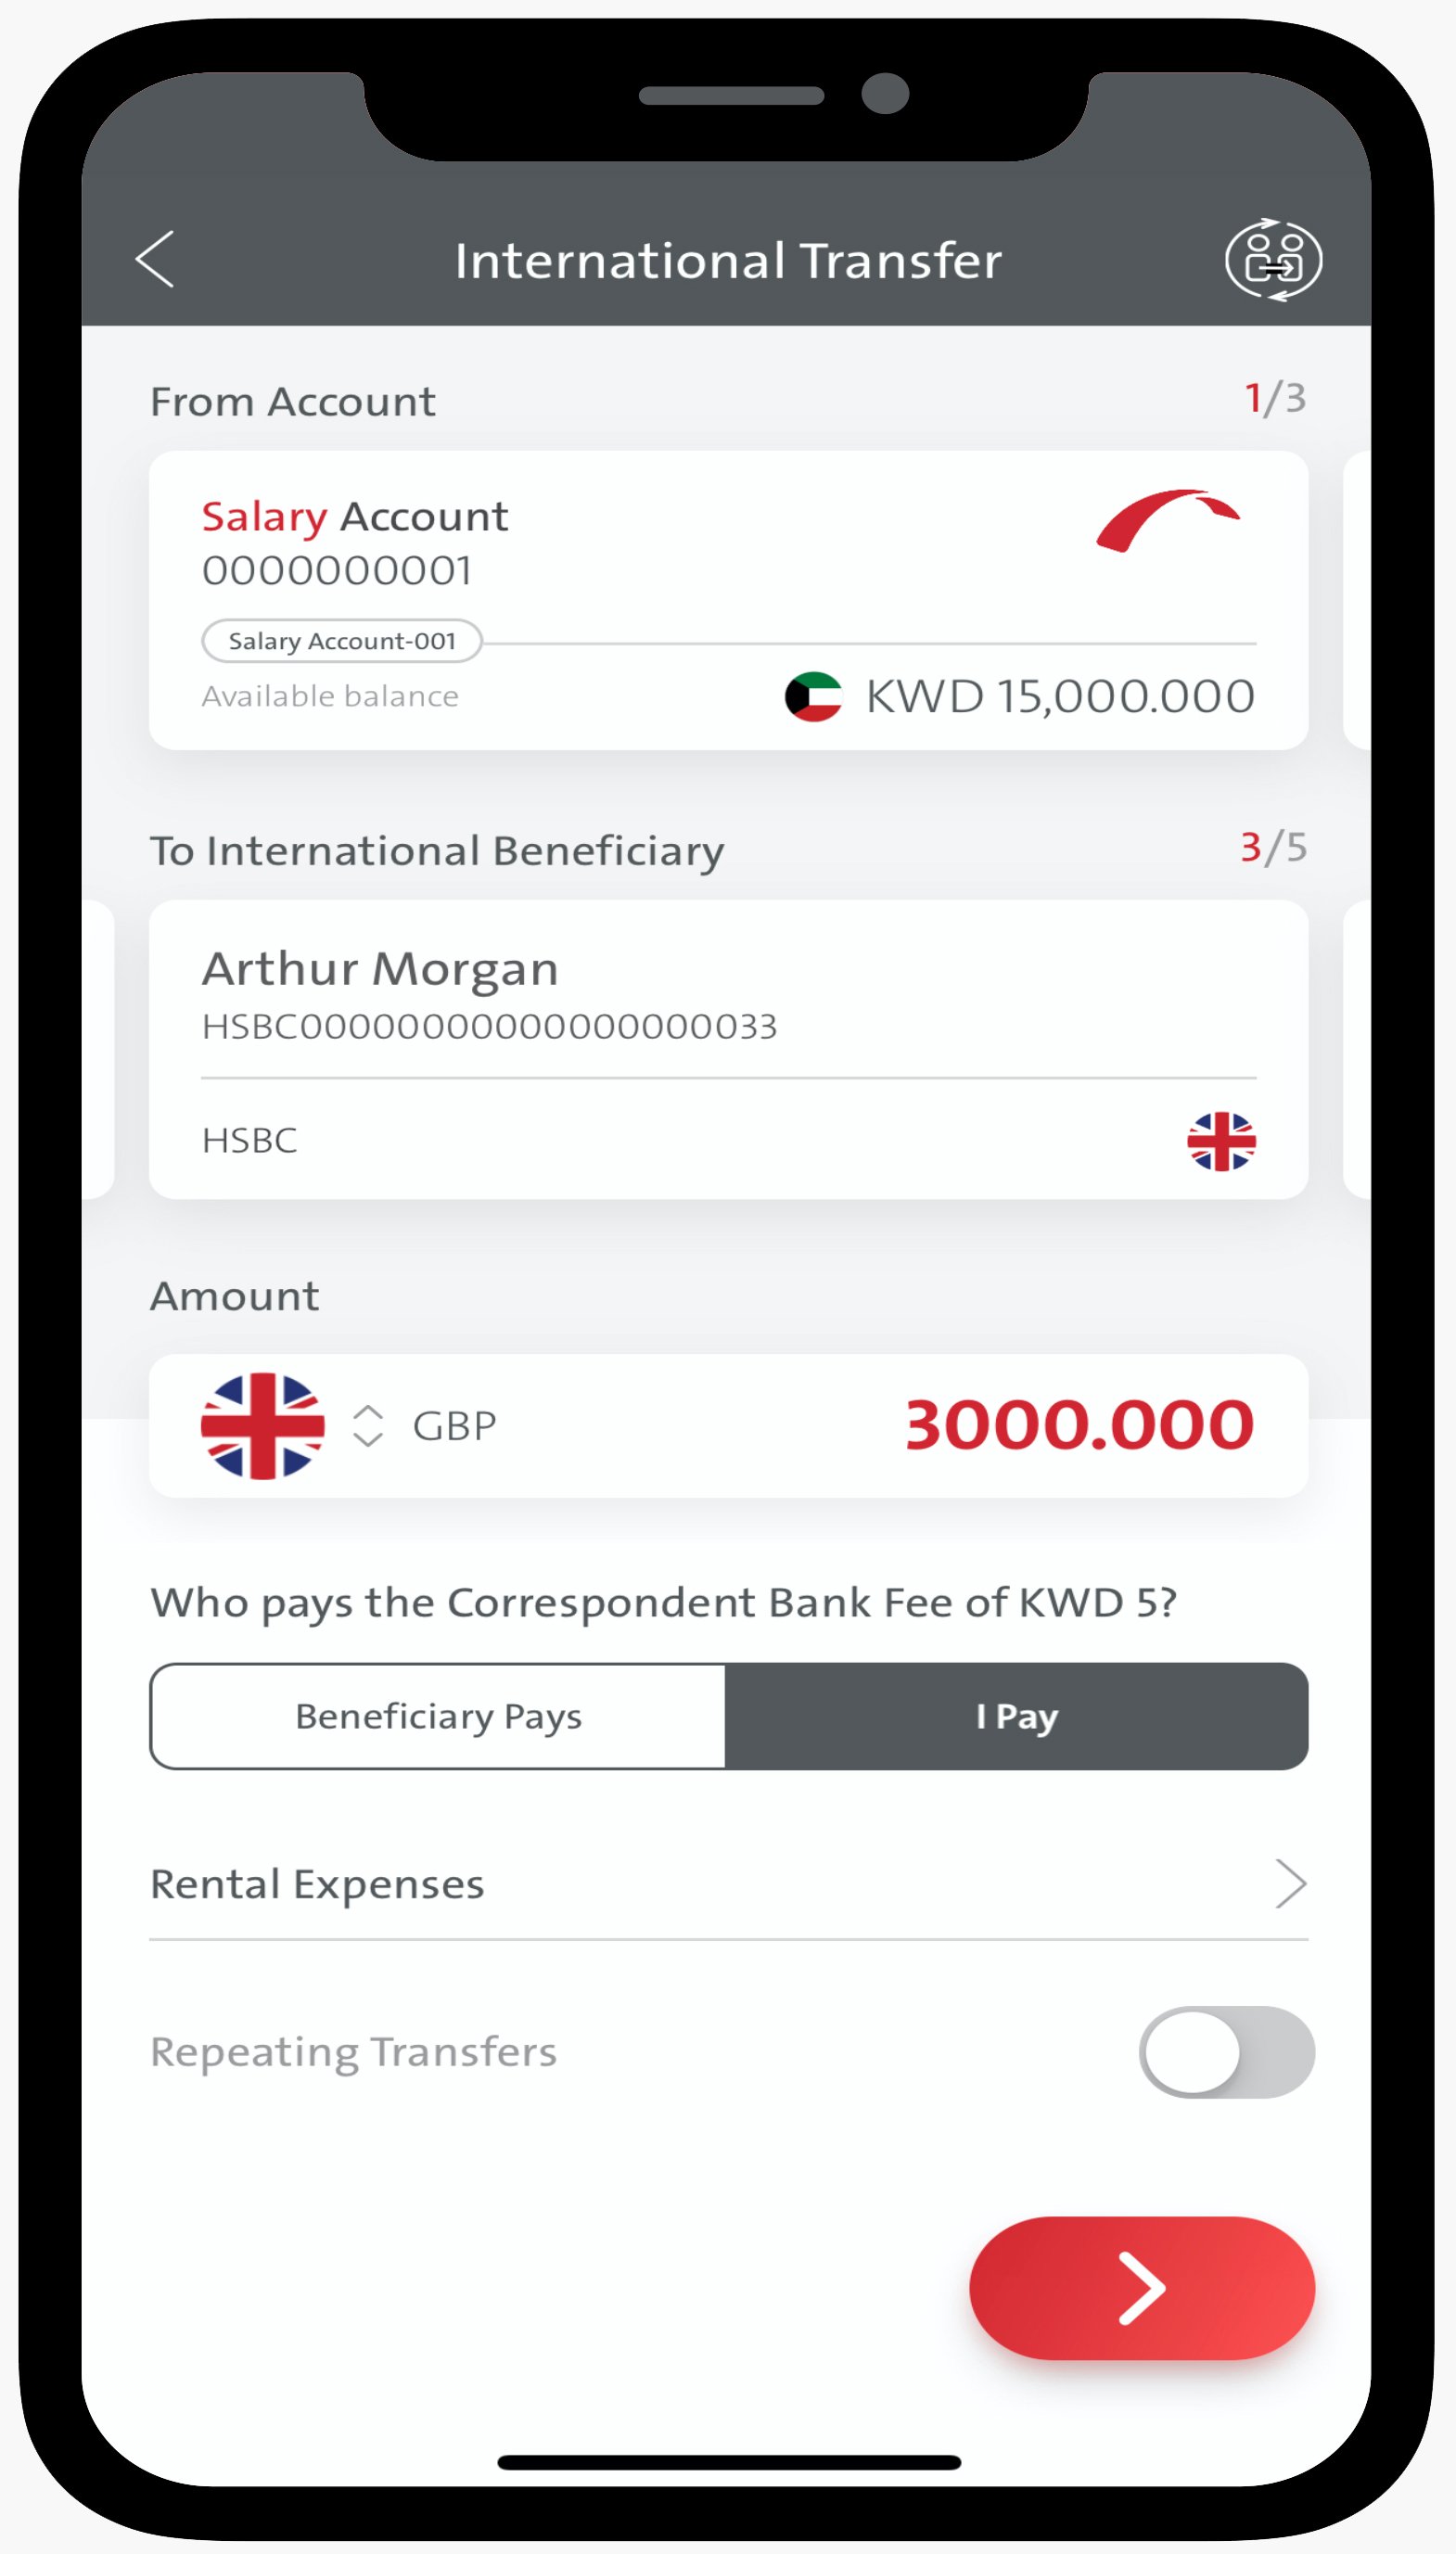 International Transfer
From Account
1/3
Salary Account
0000000001
Salary Account-001
Available balance
KWD 15,000.000
To International Beneficiary
3/5
Arthur Morgan
HSBC00000000000000000033
HSBC
Amount
GBP
3000.000
Who pays the Correspondent Bank Fee of KWD 5?
Beneficiary Pays
I Pay
Rental Expenses
Repeating Transfers